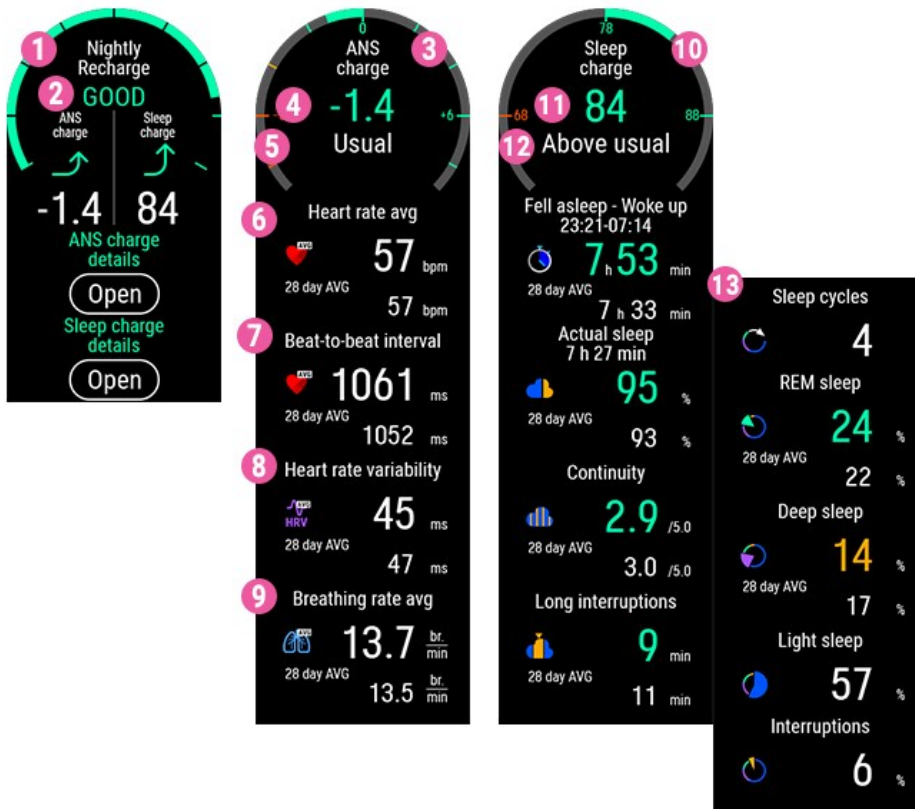 1
Nightly
Recharge
2
GOOD
ANS
charge
Sleep
charge
-1.4
84
ANS charge
details
Open
Sleep charge
details
Open
0
3
ANS
charge
4
-1.4
+6
5
Usual
6
Heart rate avg
AVG
57 bpm
28 day AVG
57 bpm
7
Beat-to-beat interval
AVG
1061 ms
28 day AVG
1052 ms
8
Heart rate variability
AVG
HRV
45 ms
28 day AVG
47 ms
9
Breathing rate avg
AVG
13.7 br.
min
28 day AVG
13.5 br.
min
78
10
Sleep
charge
68
11
84
88
12
Above usual
Fell asleep - Woke up
23:21-07:14
7 h 53 min
28 day AVG
7 h 33 min
Actual sleep
7 h 27 min
95 %
28 day AVG
93 %
Continuity
2.9 /5.0
28 day AVG
3.0 /5.0
Long interruptions
9 min
28 day AVG
11 min
13
Sleep cycles
4
REM sleep
24 %
28 day AVG
22 %
Deep sleep
14 %
28 day AVG
17 %
Light sleep
57 %
Interruptions
6 %